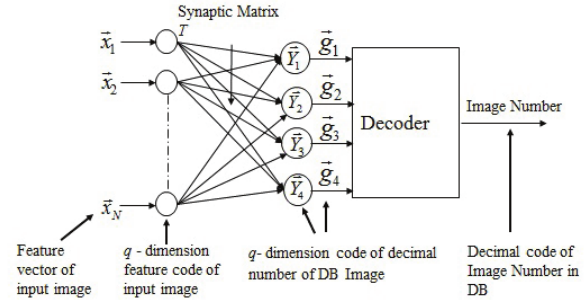 Synaptic Matrix
T
x⃗1
x⃗2
x⃗N
Y⃗1
Y⃗2
Y⃗3
Y⃗4
g⃗1
g⃗2
g⃗3
g⃗4
Decoder
Image Number
Feature
vector of
input image
q - dimension
feature code of
input image
q- dimension code of decimal
number of DB Image
Decimal code of
Image Number in
DB